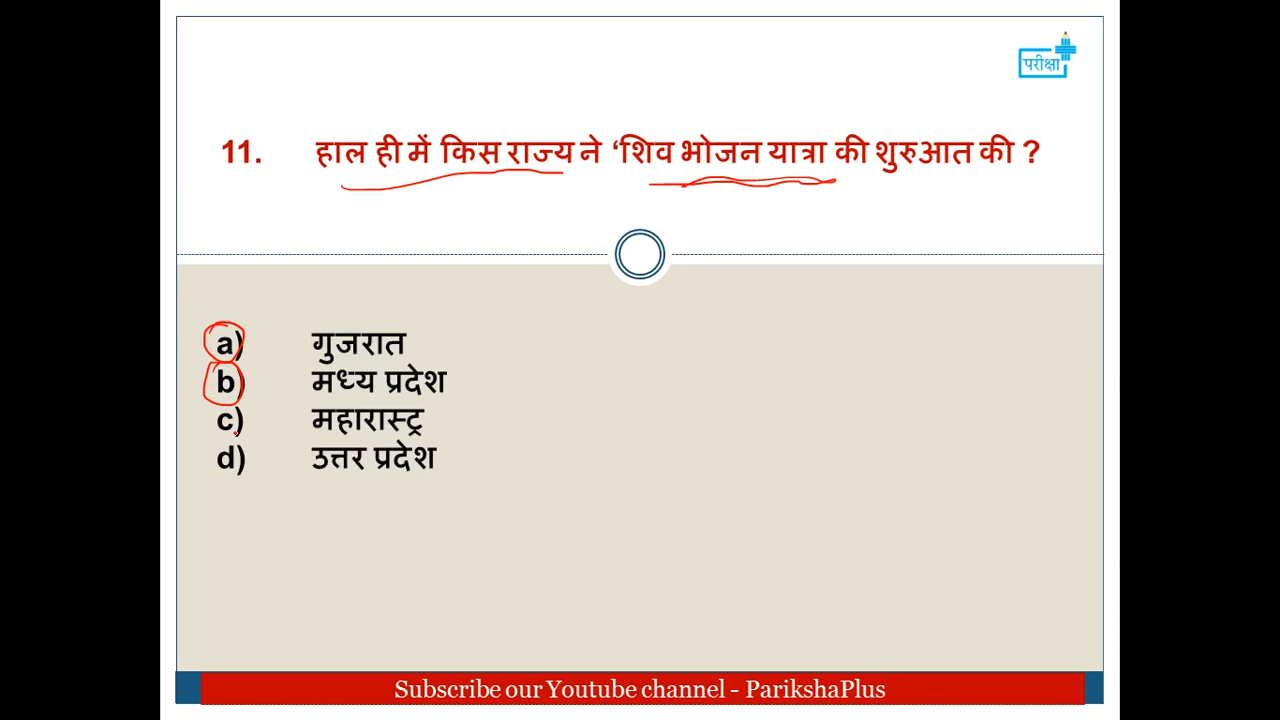 परीक्षा
11. हाल ही में किस राज्य ने ‘शिव भोजन यात्रा की शुरुआत की ?
a) गुजरात
b) मध्य प्रदेश
c) महारास्ट्र
d) उत्तर प्रदेश
Subscribe our Youtube channel - ParikshaPlus